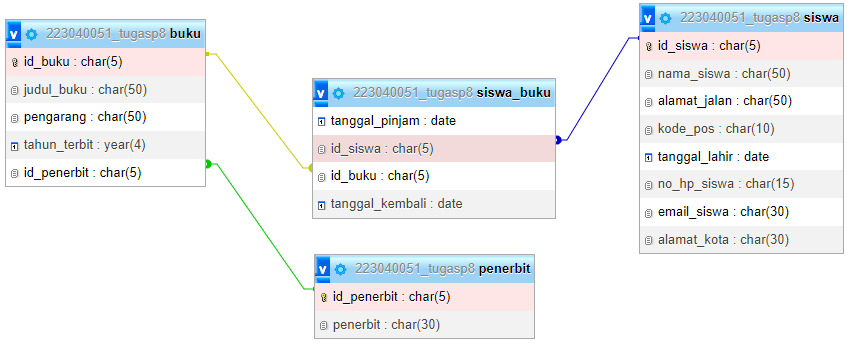 v 223040051_tugasp8 buku
id_buku : char(5)
judul_buku : char(50)
pengarang : char(50)
tahun_terbit : year(4)
id_penerbit : char(5)
v 223040051_tugasp8 siswa_buku
tanggal_pinjam : date
id_siswa : char(5)
id_buku : char(5)
tanggal_kembali : date
v 223040051_tugasp8 penerbit
id_penerbit : char(5)
penerbit : char(30)
v 223040051_tugasp8 siswa
id_siswa : char(5)
nama_siswa : char(50)
alamat_jalan : char(50)
kode_pos : char(10)
tanggal_lahir : date
no_hp_siswa : char(15)
email_siswa : char(30)
alamat_kota : char(30)